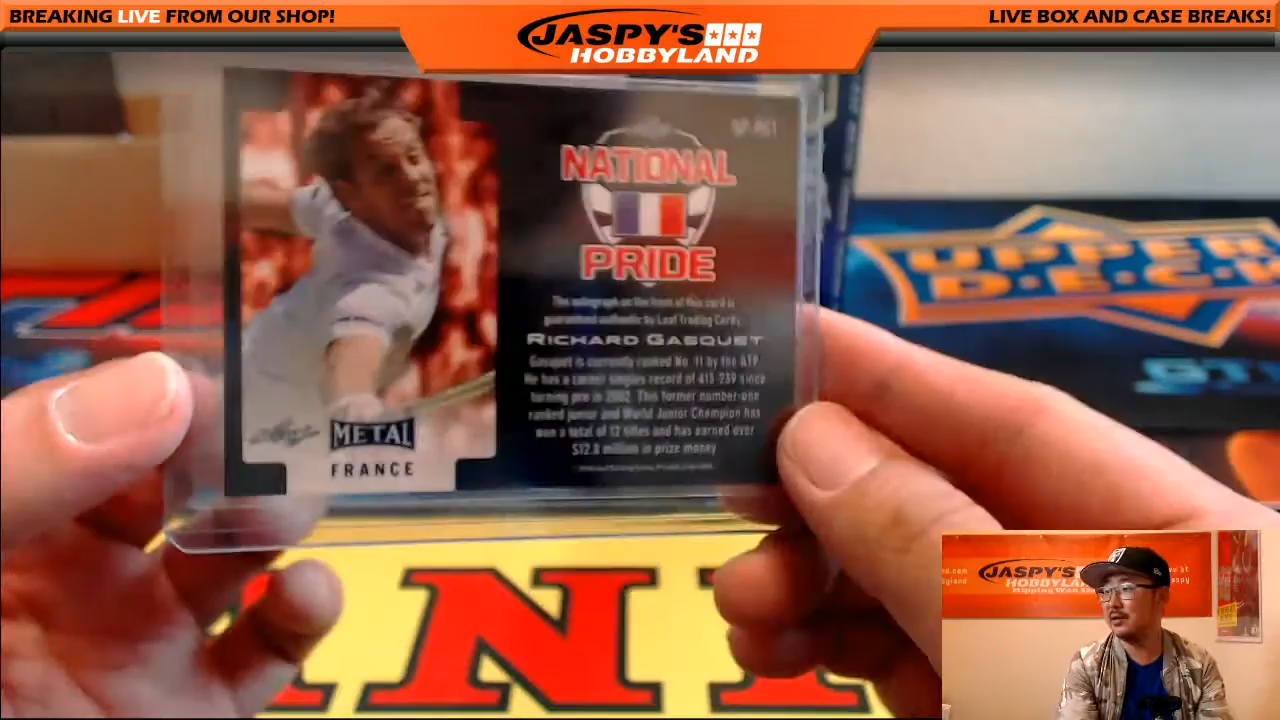 BREAKING LIVE FROM OUR SHOP!
JASPY'S
HOBBYLAND
LIVE BOX AND CASE BREAKS!
NATIONAL
PRIDE
The autograph on the front of this card is
guaranteed authentic by Leaf Trading Cards.
RICHARD GASQUET
Gasquet is currently ranked No. 11 by the ATP.
He has a career singles record of 415-239 since
turning pro in 2002. This former number-one
ranked junior and World Junior Champion has
won a total of 12 titles and has earned over
$12.8 million in prize money
Leaf
METAL
FRANCE
UPPER
JASPY'S
HOBBYLAND